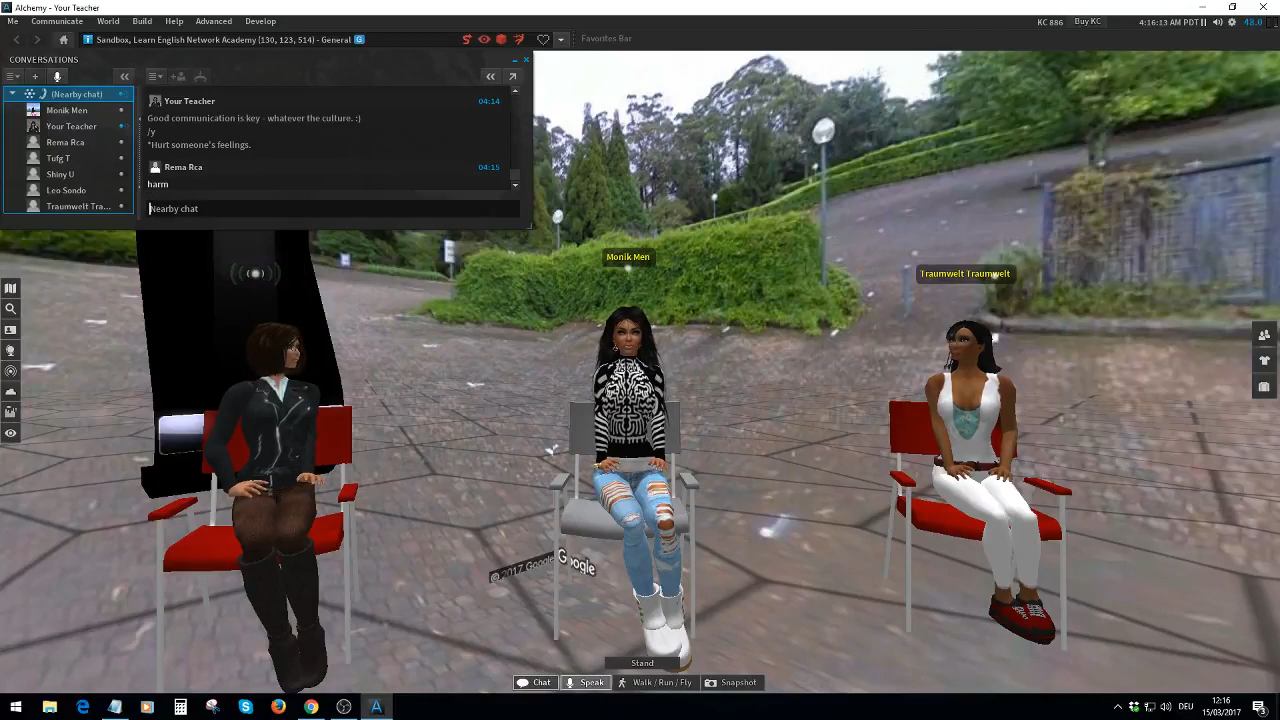 Alchemy - Your Teacher
Me Communicate World Build Help Advanced Develop
KC 886 Buy KC 4:16:13 AM PDT 48.0
Sandbox, Learn English Network Academy (130, 123, 514) - General G
Favorites Bar
CONVERSATIONS
(Nearby chat)
Monik Men
Your Teacher
Rema Rca
Tufg T
Shiny U
Leo Sondo
Traumwelt Tra...
Your Teacher 04:14
Good communication is key - whatever the culture. :)
/y
*Hurt someone's feelings.
Rema Rca 04:15
harm
Nearby chat
Monik Men
Traumwelt Traumwelt
© 2017 Google
Google
Stand
Chat Speak Walk / Run / Fly Snapshot
DEU
12:16
15/03/2017
3